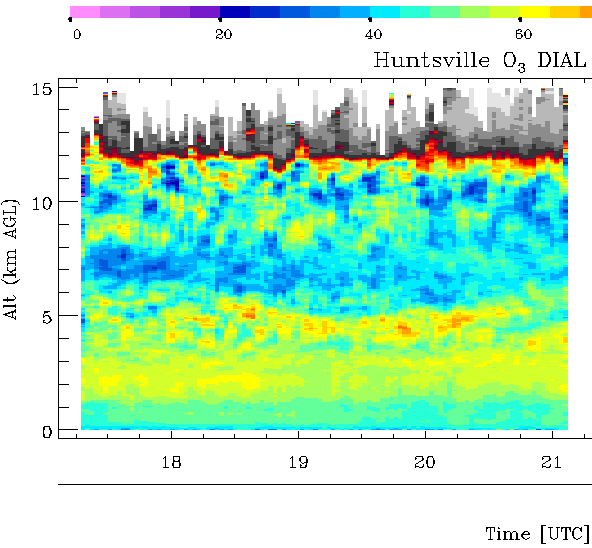 0 20 40 60
Huntsville O₃ DIAL
15
10
5
0
Alt (km AGL)
18 19 20 21
Time [UTC]